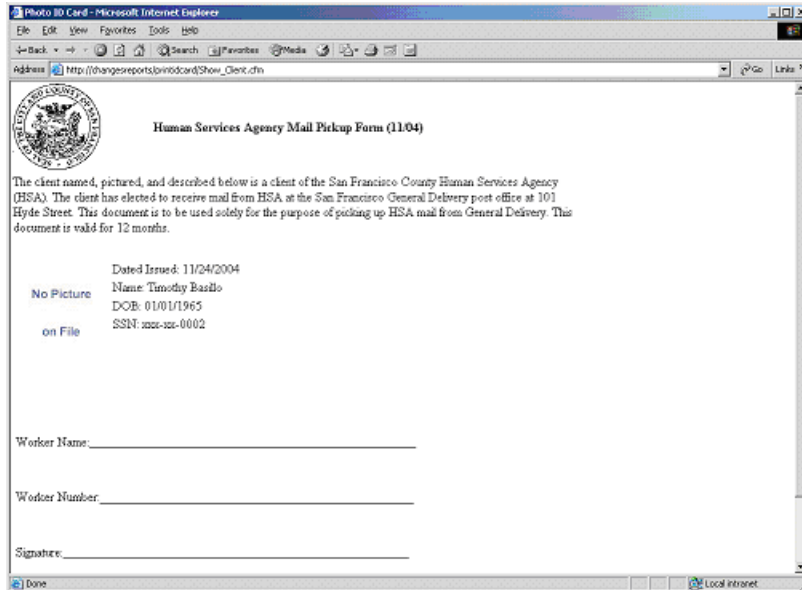 Photo ID Card - Microsoft Internet Explorer
File Edit View Favorites Tools Help
Back Search Favorites Media
Address http://changesreports/printidcard/Show_Client.cfm Go Links
Human Services Agency Mail Pickup Form (11/04)
The client named, pictured, and described below is a client of the San Francisco County Human Services Agency
(HSA). The client has elected to receive mail from HSA at the San Francisco General Delivery post office at 101
Hyde Street. This document is to be used solely for the purpose of picking up HSA mail from General Delivery. This
document is valid for 12 months.
No Picture
on File
Dated Issued: 11/24/2004
Name: Timothy Basilo
DOB: 01/01/1965
SSN: xxx-xx-0002
Worker Name:
Worker Number:
Signature:
Done Local intranet